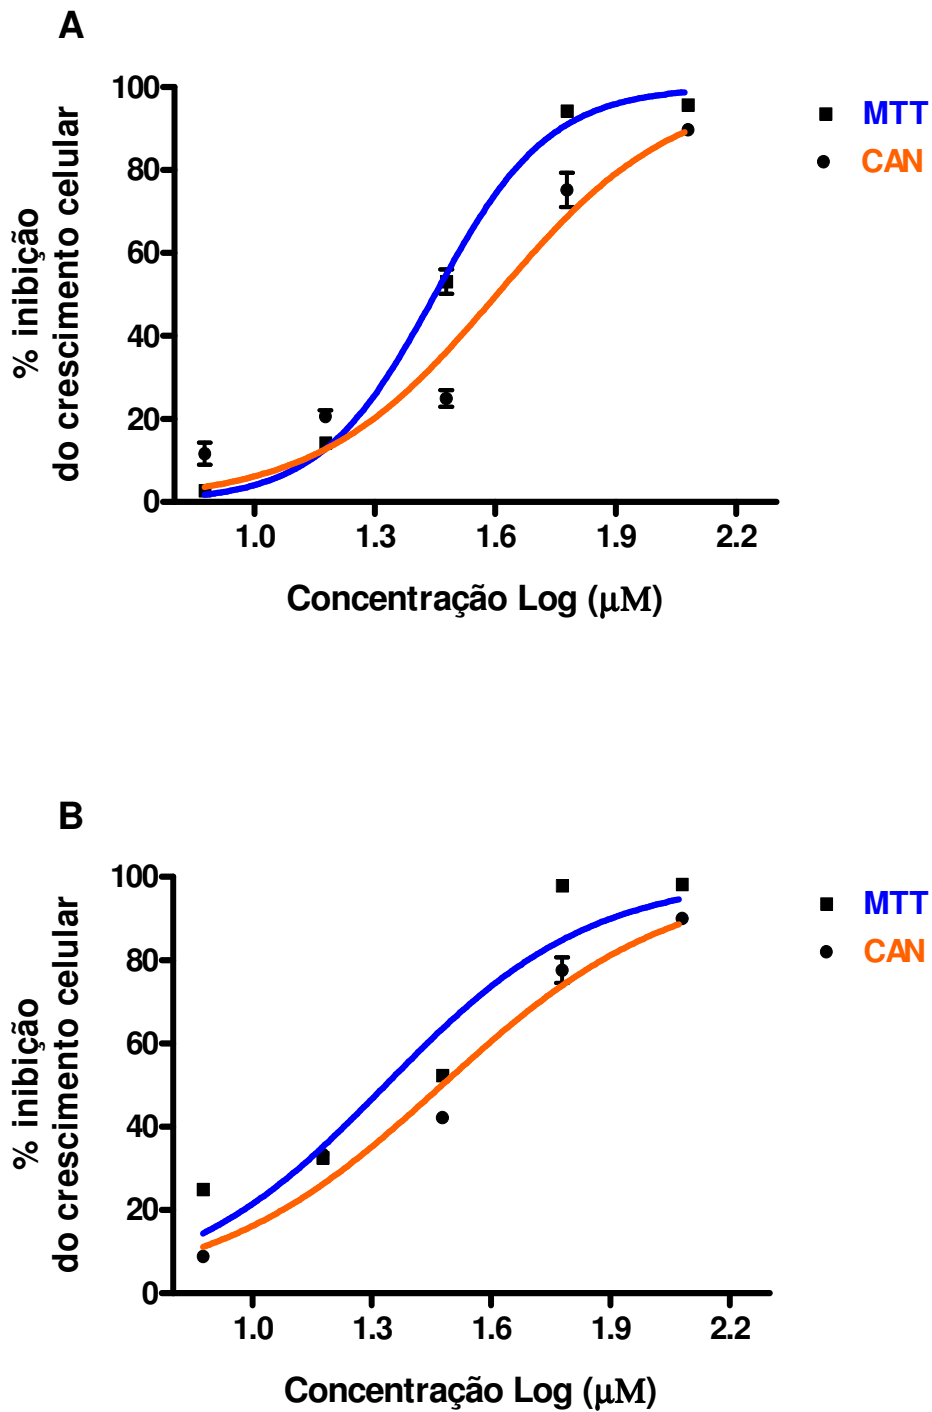 A
100
80
60
40
20
0
% inibição
do crescimento celular
1.0 1.3 1.6 1.9 2.2
Concentração Log (μM)
MTT
CAN
B
100
80
60
40
20
0
% inibição
do crescimento celular
1.0 1.3 1.6 1.9 2.2
Concentração Log (μM)
MTT
CAN